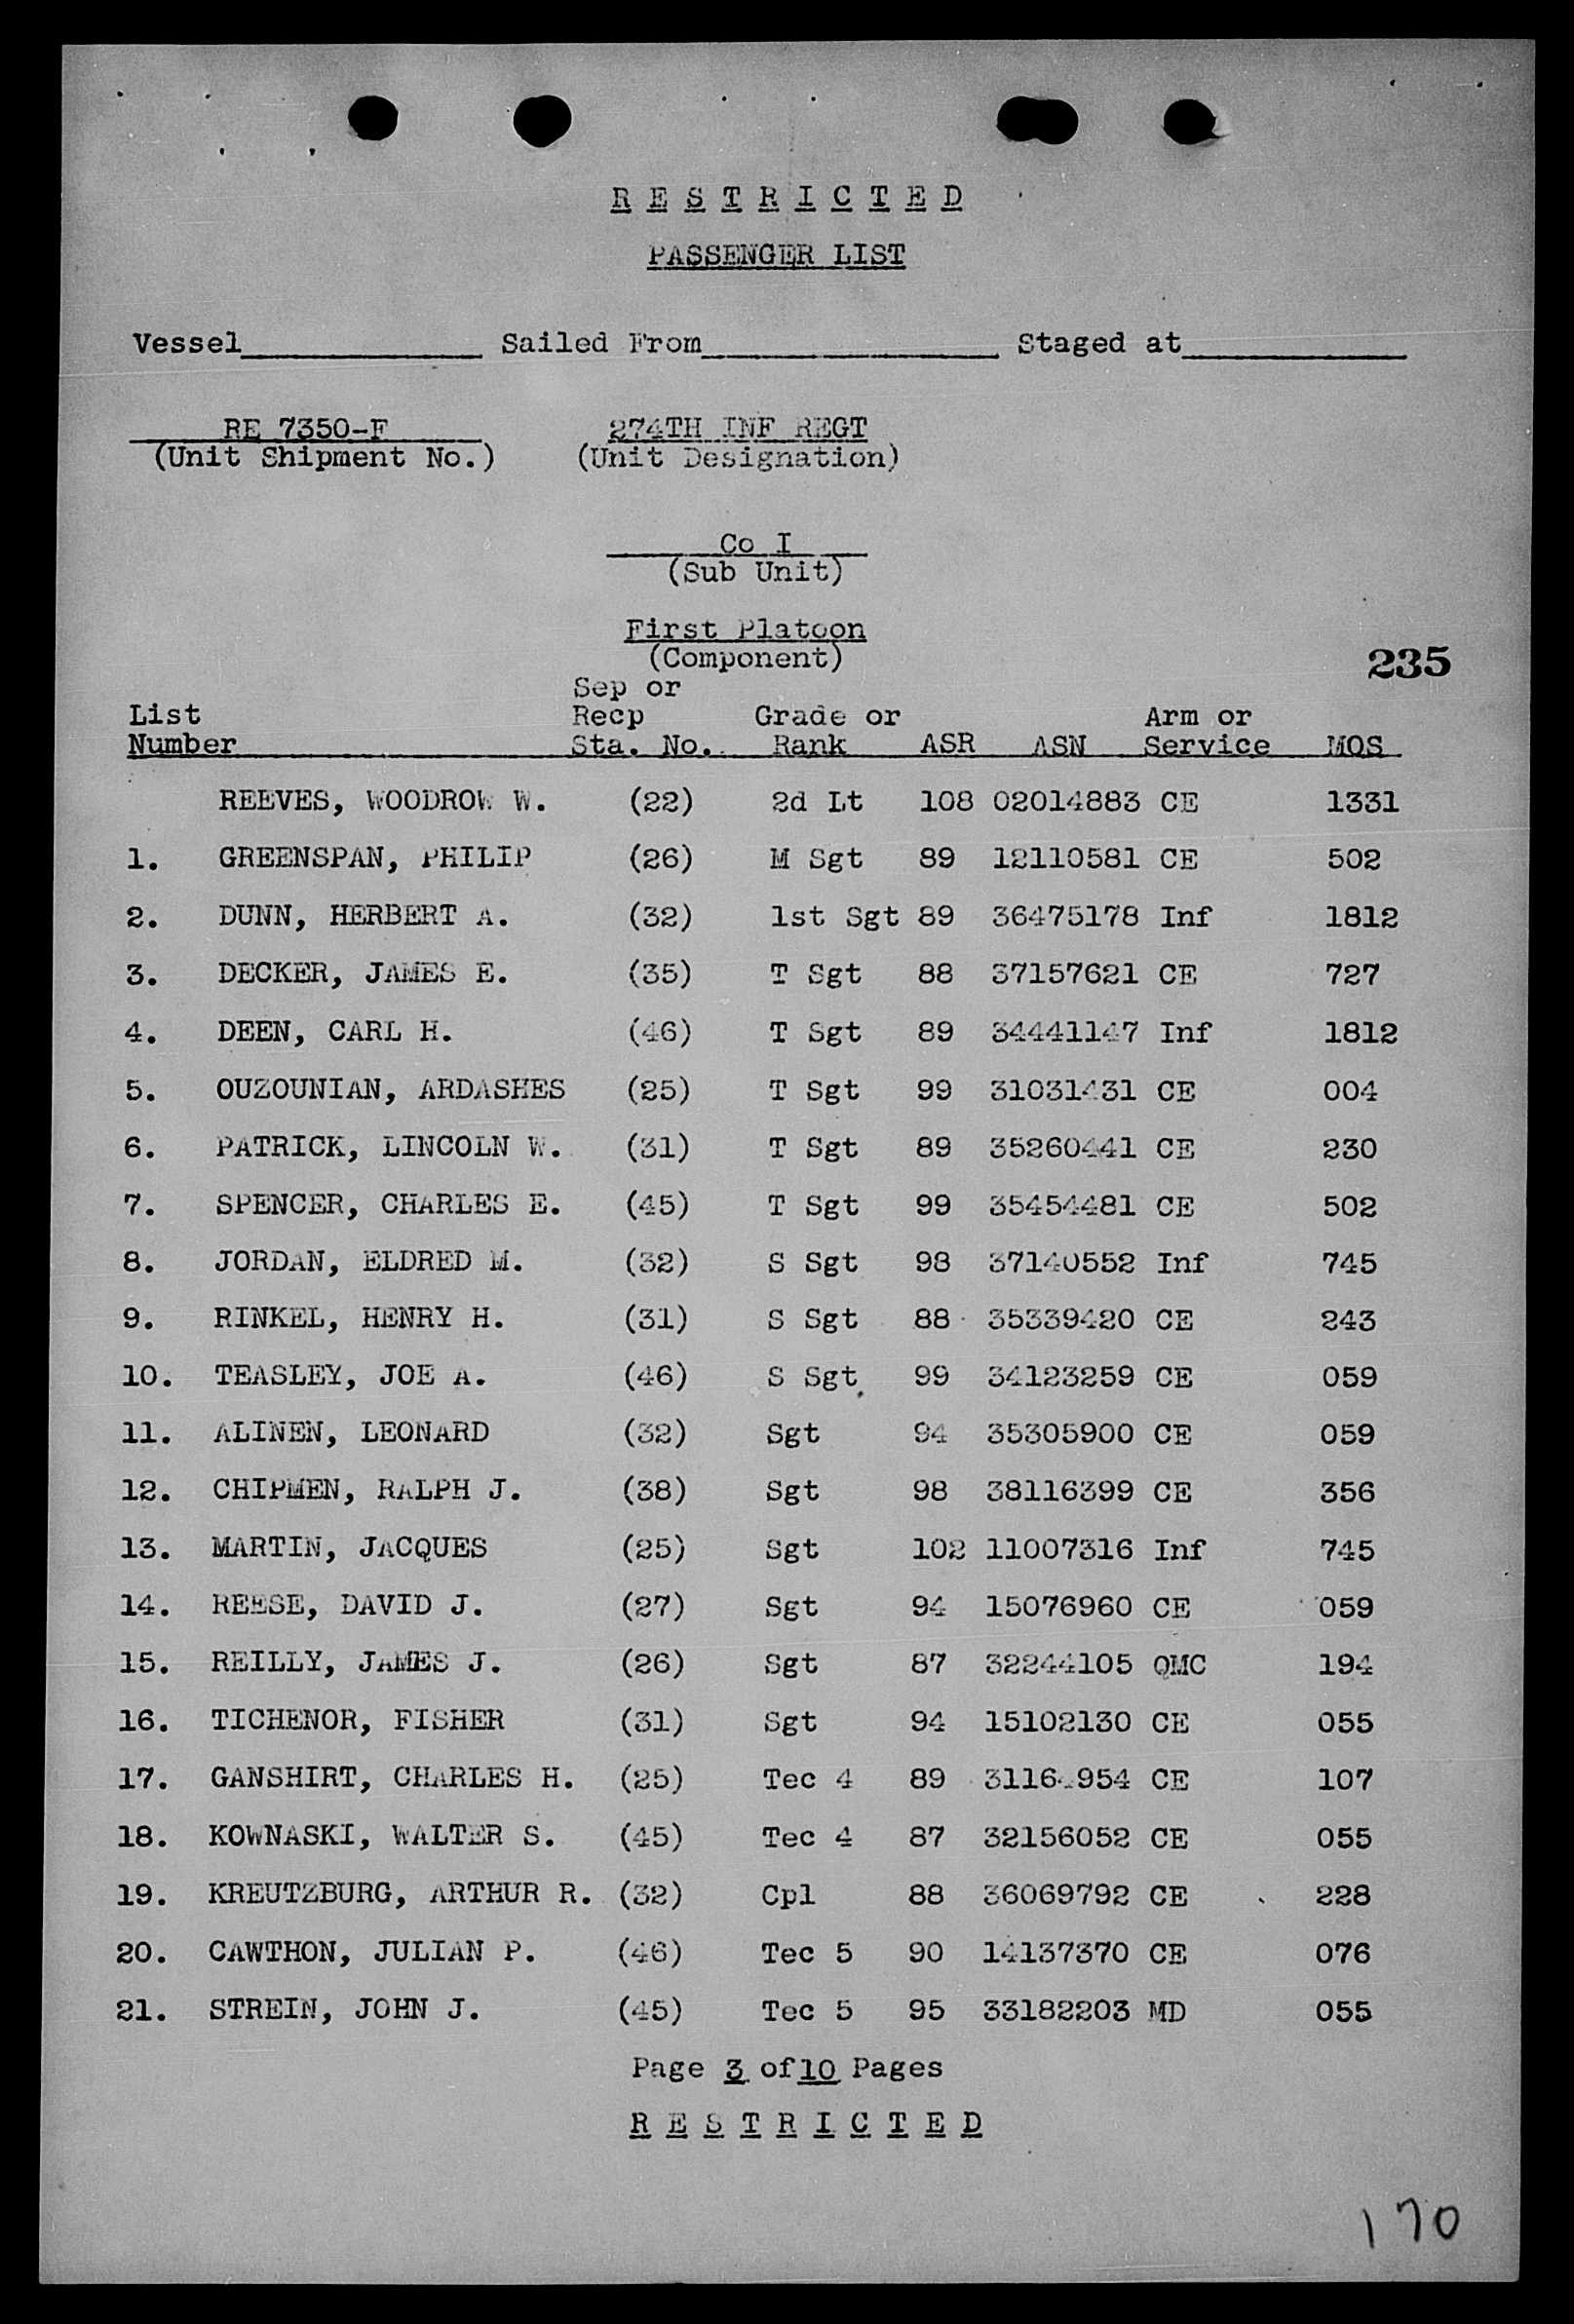 RESTRICTED
PASSENGER LIST
Vessel Sailed From Staged at
RE 7350-F 274TH INF REGT
(Unit Shipment No.) (Unit Designation)
Co I
(Sub Unit)
First Platoon
(Component)
235
Sep or
List Recp Grade or Arm or
Number Sta. No. Rank ASR ASN Service MOS
REEVES, WOODROW W. (22) 2d Lt 108 02014883 CE 1331
1. GREENSPAN, PHILIP (26) M Sgt 89 12110581 CE 502
2. DUNN, HERBERT A. (32) 1st Sgt 89 36475178 Inf 1812
3. DECKER, JAMES E. (35) T Sgt 88 37157621 CE 727
4. DEEN, CARL H. (46) T Sgt 89 34441147 Inf 1812
5. OUZOUNIAN, ARDASHES (25) T Sgt 99 31031431 CE 004
6. PATRICK, LINCOLN W. (31) T Sgt 89 35260441 CE 230
7. SPENCER, CHARLES E. (45) T Sgt 99 35454481 CE 502
8. JORDAN, ELDRED M. (32) S Sgt 98 37140552 Inf 745
9. RINKEL, HENRY H. (31) S Sgt 88 35339420 CE 243
10. TEASLEY, JOE A. (46) S Sgt 99 34123259 CE 059
11. ALINEN, LEONARD (32) Sgt 94 35305900 CE 059
12. CHIPMEN, RALPH J. (38) Sgt 98 38116399 CE 356
13. MARTIN, JACQUES (25) Sgt 102 11007316 Inf 745
14. REESE, DAVID J. (27) Sgt 94 15076960 CE 059
15. REILLY, JAMES J. (26) Sgt 87 32244105 QMC 194
16. TICHENOR, FISHER (31) Sgt 94 15102130 CE 055
17. GANSHIRT, CHARLES H. (25) Tec 4 89 CE 107
18. KOWNASKI, WALTER S. (45) Tec 4 87 32156052 CE 055
19. KREUTZBURG, ARTHUR R. (32) Cpl 88 36069792 CE 228
20. CAWTHON, JULIAN P. (46) Tec 5 90 14137370 CE 076
21. STREIN, JOHN J. (45) Tec 5 95 33182203 MD 055
Page 3 of 10 Pages
RESTRICTED
170